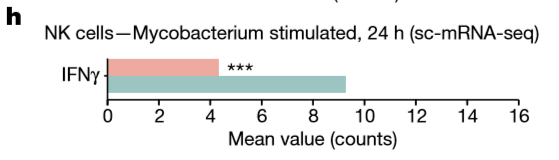 h
NK cells—Mycobacterium stimulated, 24 h (sc-mRNA-seq)
IFNγ
***
0 2 4 6 8 10 12 14 16
Mean value (counts)